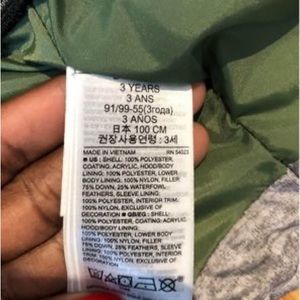 3 YEARS
3 ANS
91/99-55(3года)
3 AÑOS
日本 100 CM
권장사용연령 : 3세
MADE IN VIETNAM RN 54023
■ US : SHELL: 100% POLYESTER,
COATING: ACRYLIC, HOOD/BODY
LINING: 100% POLYESTER, LOWER
BODY LINING: 100% NYLON, FILLER
75% DOWN, 25% WATERFOWL
FEATHERS, SLEEVE LINING:
100% POLYESTER, INTERIOR
TRIM: 100% NYLON, EXCLUSIVE OF
DECORATION ■ GB/EG : SHELL:
100% POLYESTER,
COATING: ACRYLIC,
HOOD/BODY LINING:
100% POLYESTER, LOWER BODY
LINING: 100% NYLON, FILLER
75% DOWN, 25% FEATHER, SLEEVE
LINING: 100% POLYESTER, INTERIOR
TRIM: 100% NYLON, EXCLUSIVE
OF DECORATION